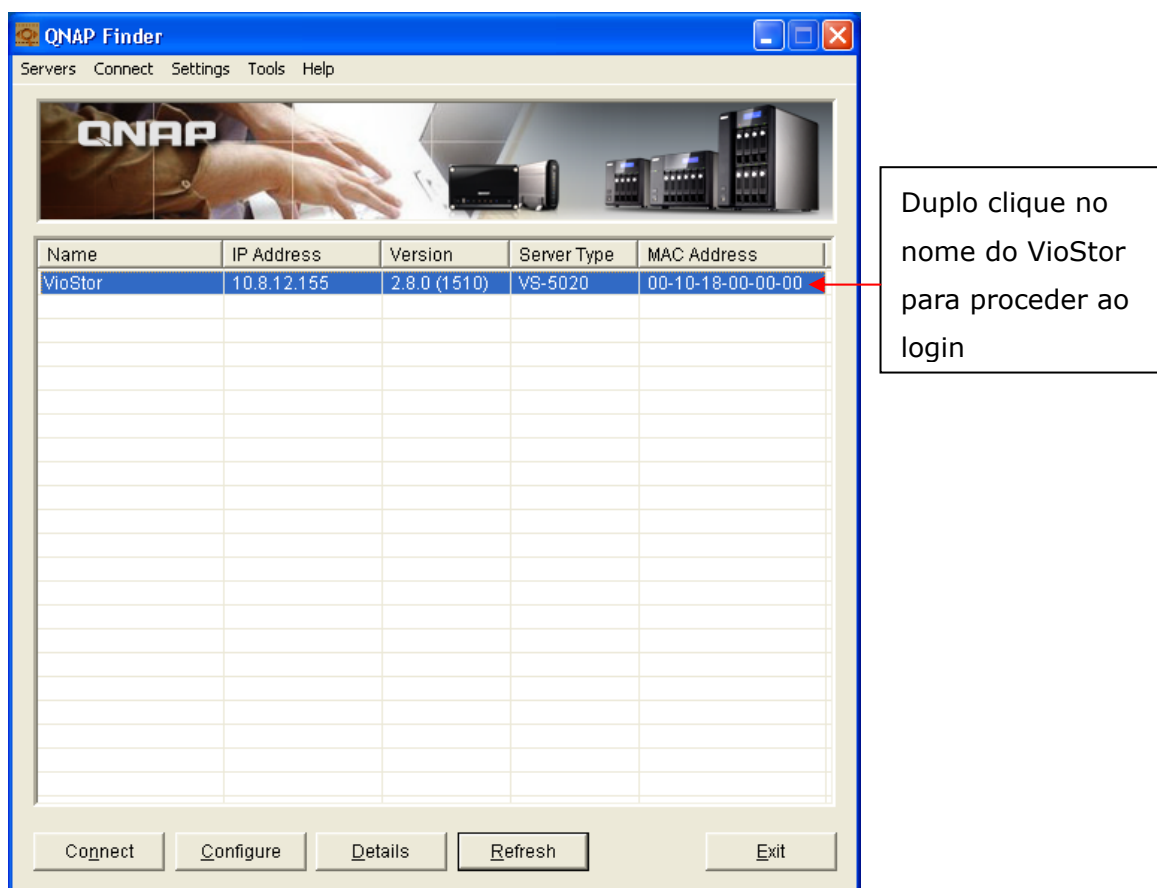 QNAP Finder
Servers Connect Settings Tools Help
QNAP
Name IP Address Version Server Type MAC Address
VioStor 10.8.12.155 2.8.0 (1510) VS-5020 00-10-18-00-00-00
Duplo clique no
nome do VioStor
para proceder ao
login
Connect Configure Details Refresh Exit